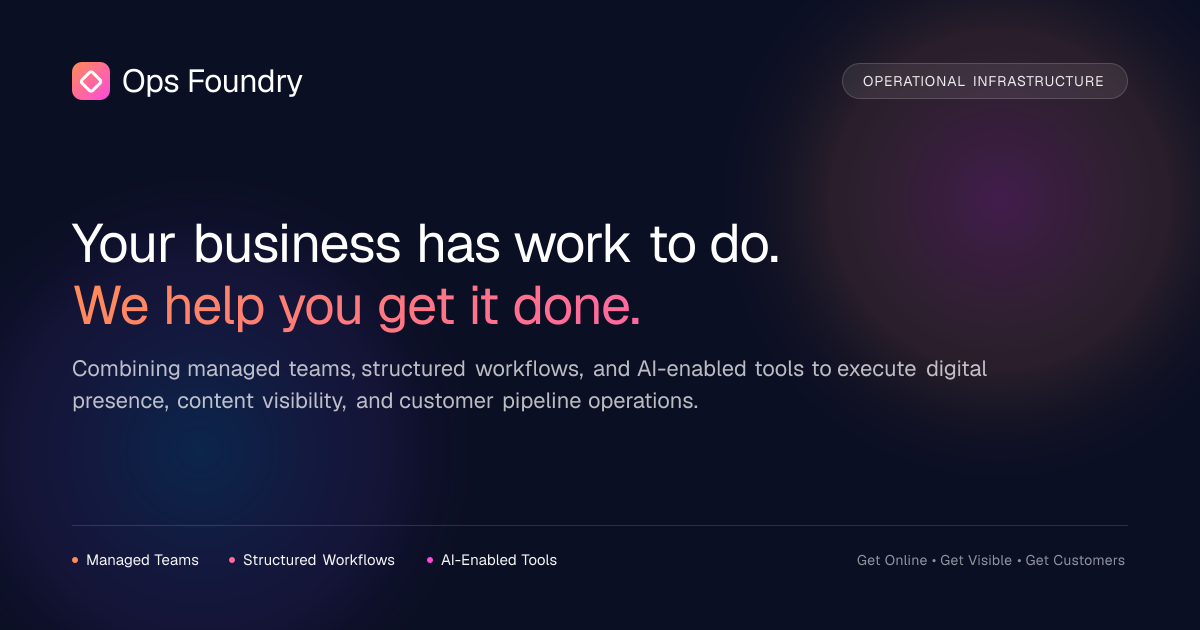 Ops Foundry
OPERATIONAL INFRASTRUCTURE
Your business has work to do.
We help you get it done.
Combining managed teams, structured workflows, and AI-enabled tools to execute digital
presence, content visibility, and customer pipeline operations.
• Managed Teams • Structured Workflows • AI-Enabled Tools
Get Online • Get Visible • Get Customers